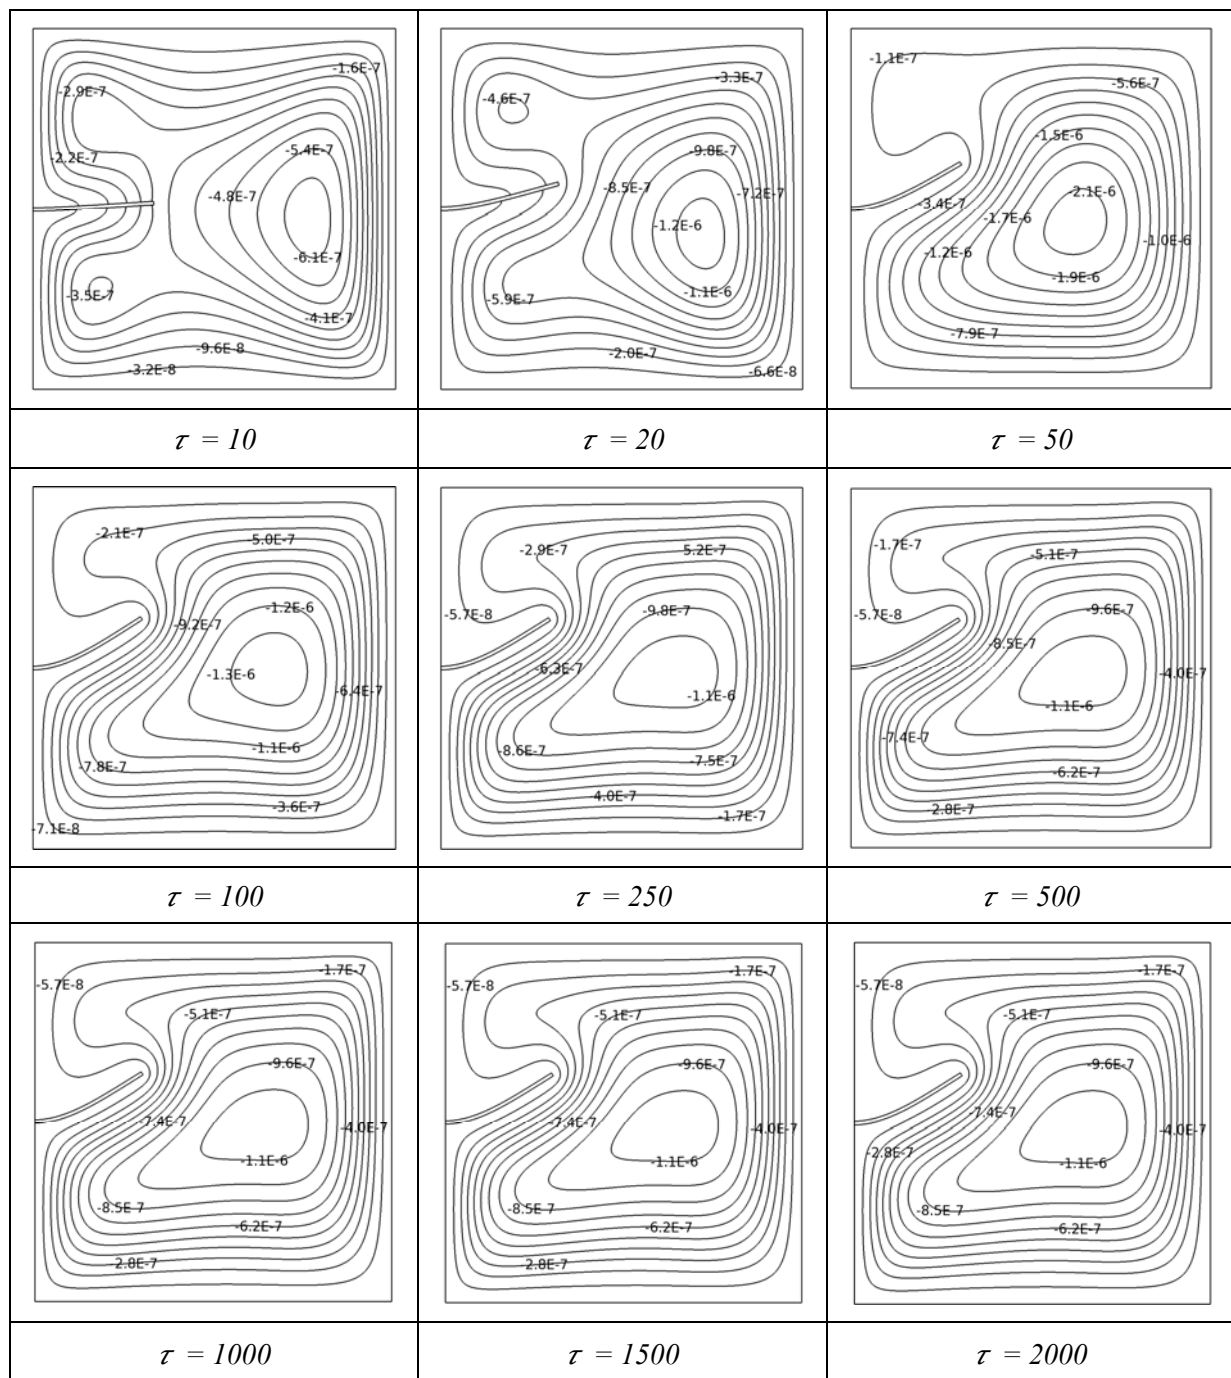 -1.6E-7
-2.9E-7
-2.2E-7
-5.4E-7
-4.8E-7
-6.1E-7
-3.5E-7
-4.1E-7
-9.6E-8
-3.2E-8
-3.3E-7
-4.6E-7
-9.8E-7
-8.5E-7
-7.2E-7
-1.2E-6
-1.1E-6
-5.9E-7
-2.0E-7
-6.6E-8
-1.1E-7
-5.6E-7
-1.5E-6
-2.1E-6
-3.4E-7
-1.7E-6
-1.0E-6
-1.2E-6
-1.9E-6
-7.9E-7
τ = 10
τ = 20
τ = 50
-2.1E-7
-5.0E-7
-1.2E-6
-9.2E-7
-1.3E-6
-6.4E-7
-1.1E-6
-7.8E-7
-3.6E-7
-7.1E-8
-2.9E-7
5.2E-7
-5.7E-8
-9.8E-7
-6.3E-7
-1.1E-6
-8.6E-7
-7.5E-7
4.0E-7
-1.7E-7
-1.7E-7
-5.1E-7
-5.7E-8
-9.6E-7
-8.5E-7
-4.0E-7
-1.1E-6
-7.4E-7
-6.2E-7
-2.8E-7
τ = 100
τ = 250
τ = 500
-1.7E-7
-5.7E-8
-5.1E-7
-9.6E-7
-7.4E-7
-4.0E-7
-1.1E-6
-8.5E-7
-6.2E-7
-2.8E-7
-1.7E-7
-5.7E-8
-5.1E-7
-9.6E-7
-7.4E-7
-4.0E-7
-1.1E-6
-8.5E-7
-6.2E-7
-2.8E-7
-1.7E-7
-5.7E-8
-5.1E-7
-9.6E-7
-7.4E-7
-4.0E-7
-2.8E-7
-1.1E-6
-8.5E-7
-6.2E-7
τ = 1000
τ = 1500
τ = 2000